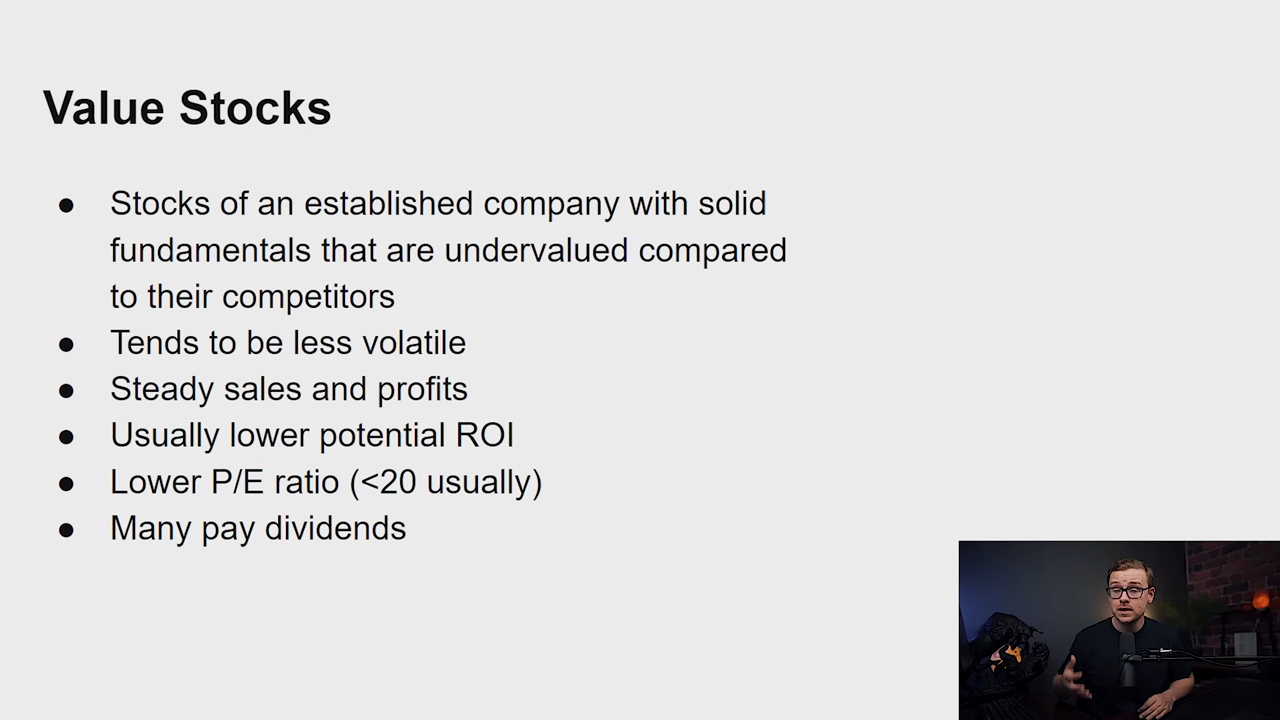 Value Stocks
● Stocks of an established company with solid
fundamentals that are undervalued compared
to their competitors
● Tends to be less volatile
● Steady sales and profits
● Usually lower potential ROI
● Lower P/E ratio (<20 usually)
● Many pay dividends